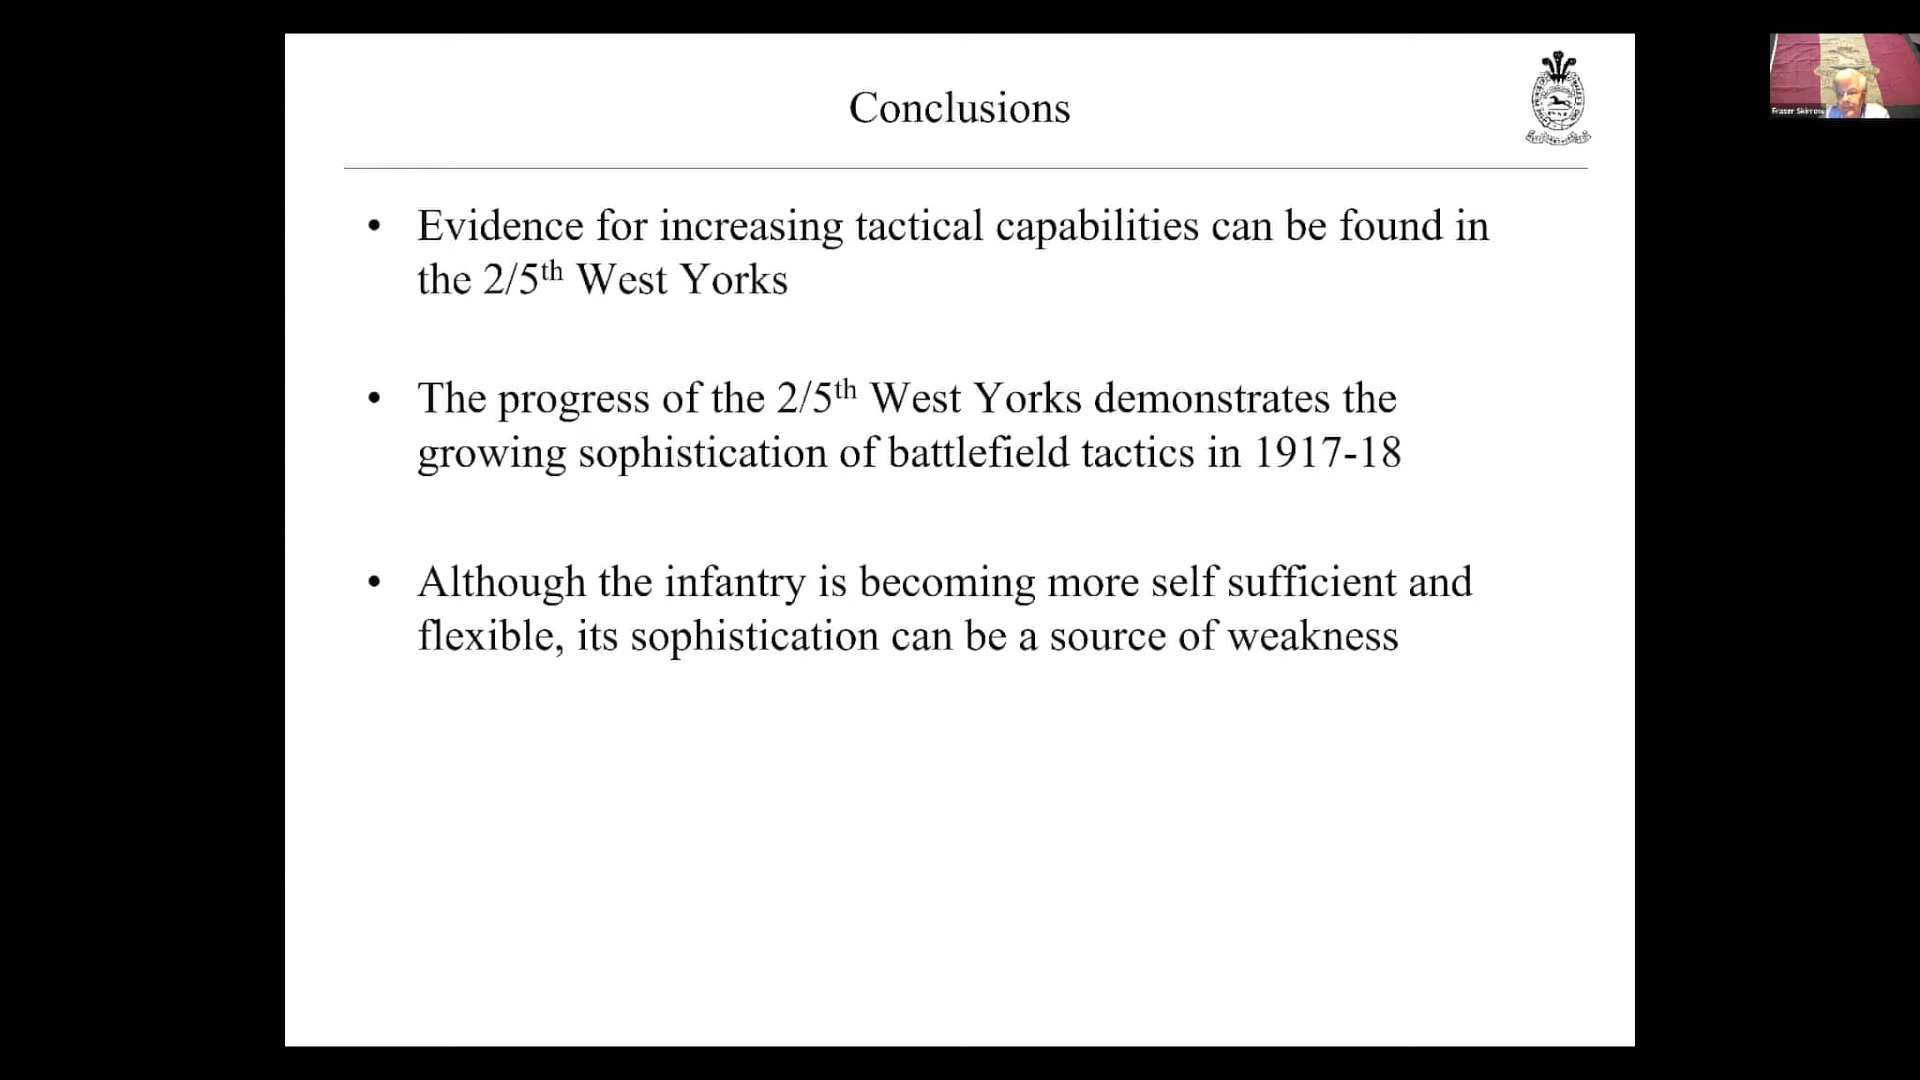 Conclusions
Fraser Skirrow
• Evidence for increasing tactical capabilities can be found in
the 2/5th West Yorks
• The progress of the 2/5th West Yorks demonstrates the
growing sophistication of battlefield tactics in 1917-18
• Although the infantry is becoming more self sufficient and
flexible, its sophistication can be a source of weakness